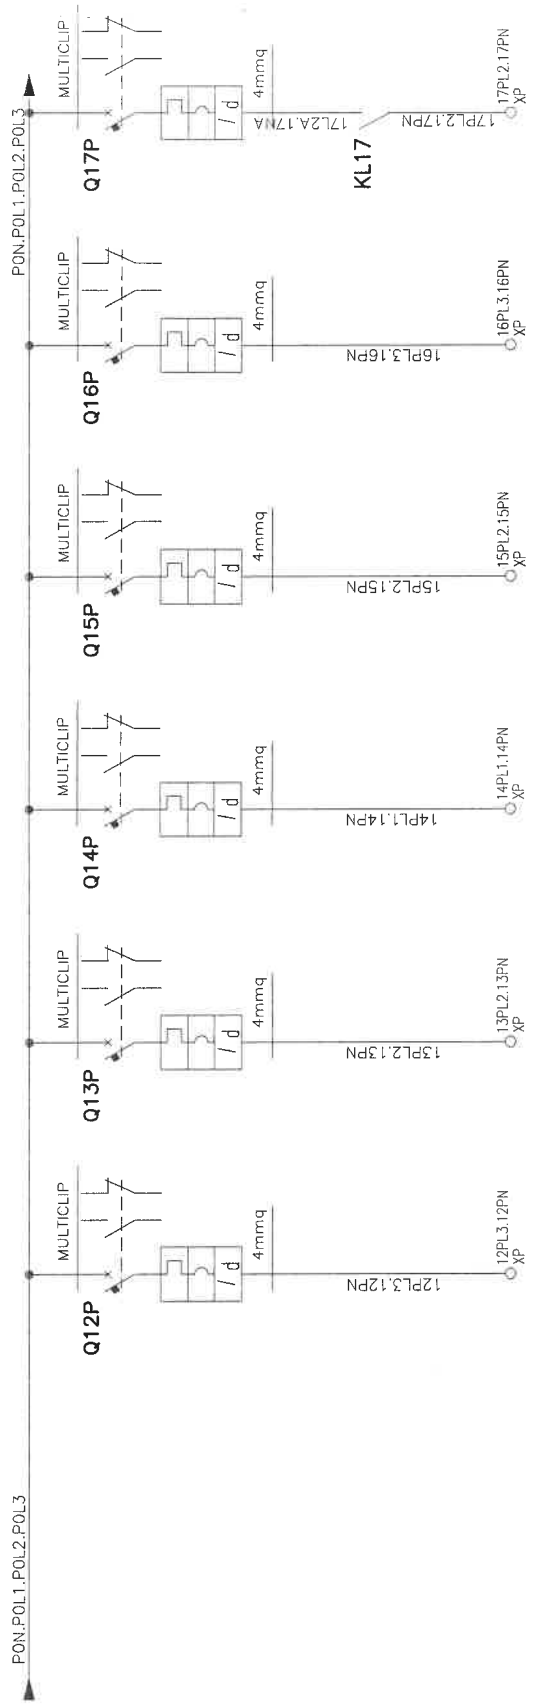 PON.POL1.POL2.POL3
PON.POL1.POL2.POL3
MULTICLIP
Q12P
/ d
4mmq
12PL3.12PN
12PL3.12PN
XP
MULTICLIP
Q13P
/ d
4mmq
13PL2.13PN
13PL2.13PN
XP
MULTICLIP
Q14P
/ d
4mmq
14PL1.14PN
14PL1.14PN
XP
MULTICLIP
Q15P
/ d
4mmq
15PL2.15PN
15PL2.15PN
XP
MULTICLIP
Q16P
/ d
4mmq
16PL3.16PN
16PL3.16PN
XP
MULTICLIP
Q17P
/ d
4mmq
17L2A.17NA
KL17
17PL2.17PN
17PL2.17PN
XP